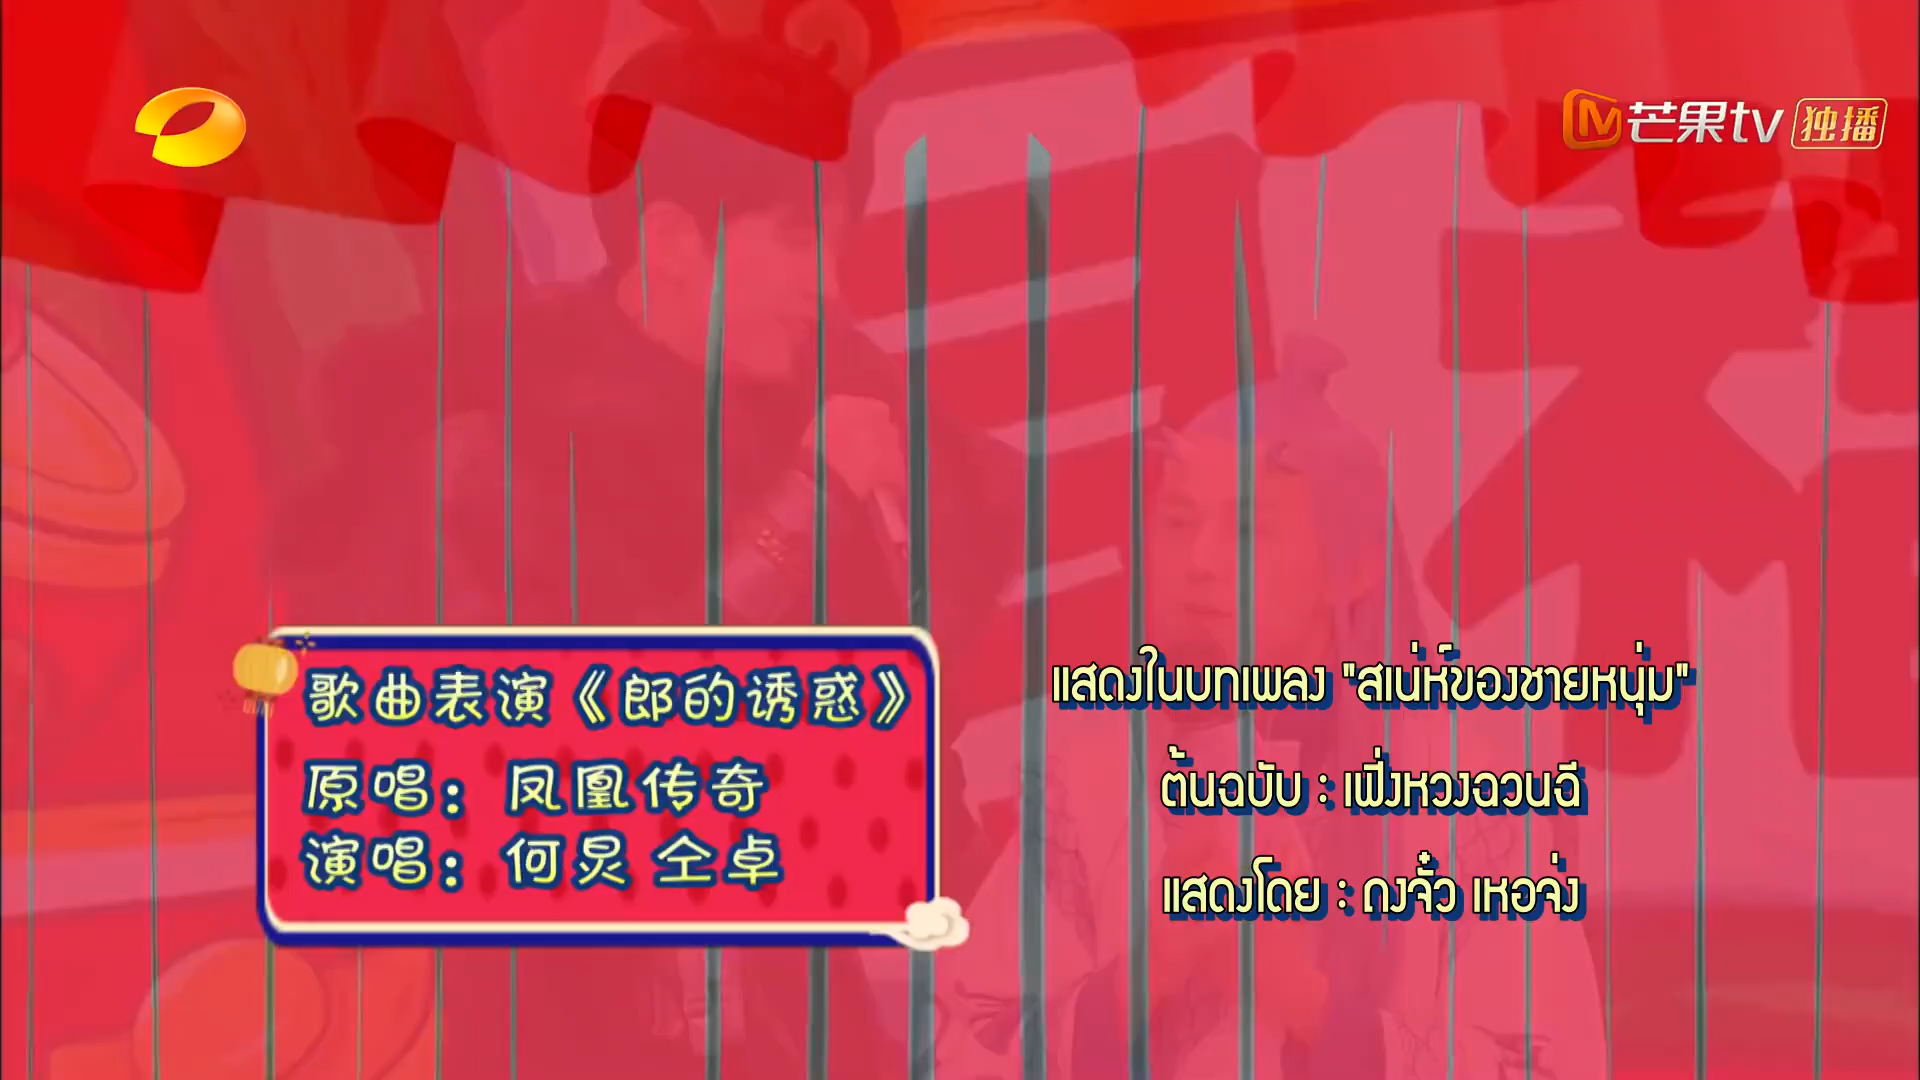 芒果tv 独播
歌曲表演《郎的诱惑》
原唱：凤凰传奇
演唱：何炅 仝卓
แสดงในบทเพลง "สเน่ห์ของชายหนุ่ม"
ต้นฉบับ : เฟิ่งหวงฉวนฉี
แสดงโดย : ถงจั๋ว เหอจ่ง